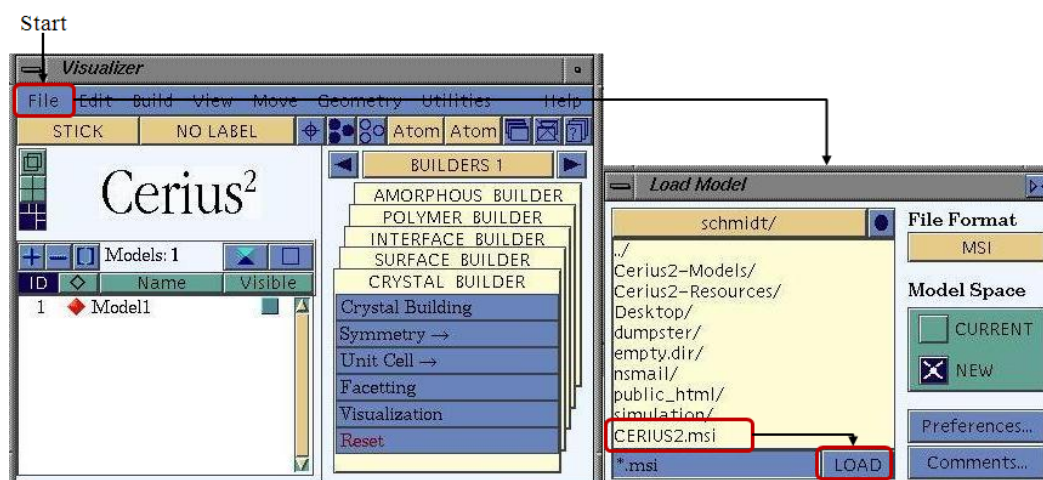 Start
Visualizer
File Edit Build View Move Geometry Utilities Help
STICK NO LABEL Atom Atom
Cerius2
BUILDERS 1
AMORPHOUS BUILDER
POLYMER BUILDER
INTERFACE BUILDER
SURFACE BUILDER
CRYSTAL BUILDER
Crystal Building
Symmetry →
Unit Cell →
Facetting
Visualization
Reset
Models: 1
ID Name Visible
1 Model1
Load Model
schmidt/
../
Cerius2-Models/
Cerius2-Resources/
Desktop/
dumpster/
empty.dir/
nsmail/
public_html/
simulation/
CERIUS2.msi
*.msi LOAD
File Format
MSI
Model Space
CURRENT
NEW
Preferences...
Comments...